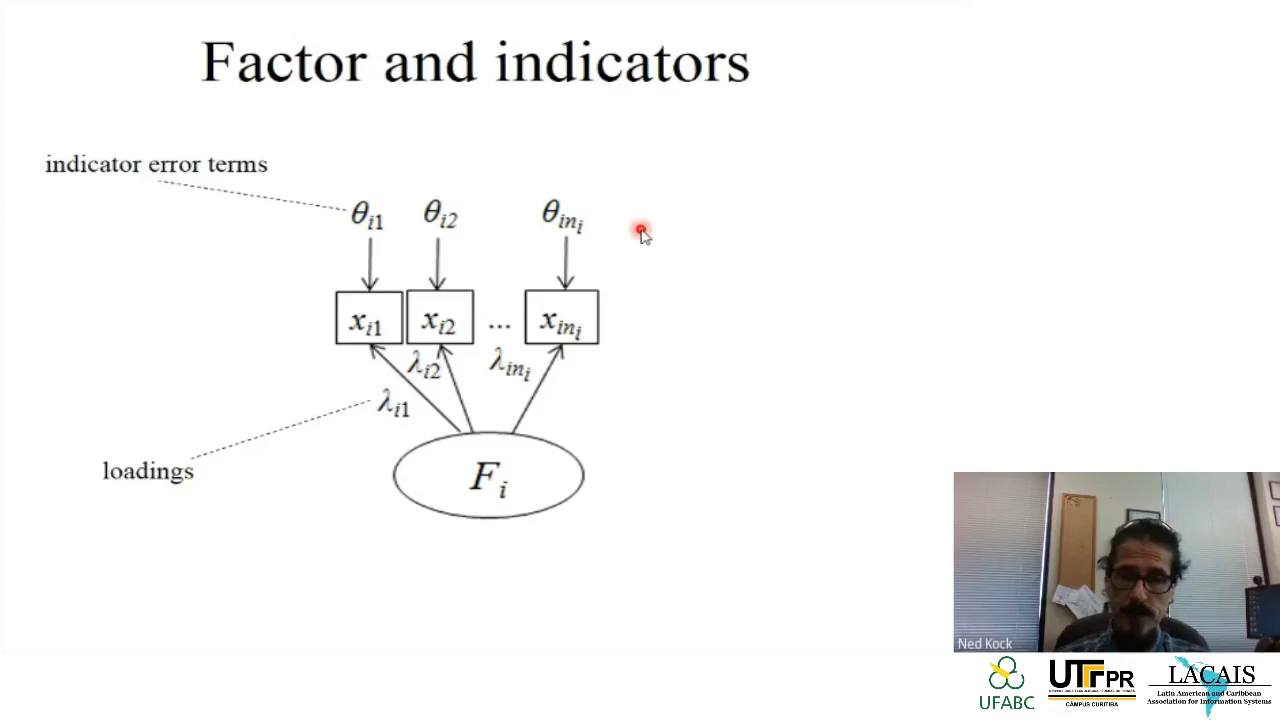 Factor and indicators
indicator error terms
θi1 θi2 θini
xi1 xi2 ... xini
λi2 λini
λi1
loadings
Fi
Ned Kock
UFABC
UTFPR
CÂMPUS CURITIBA
LACAIS
Latin American and Caribbean
Association for Information Systems